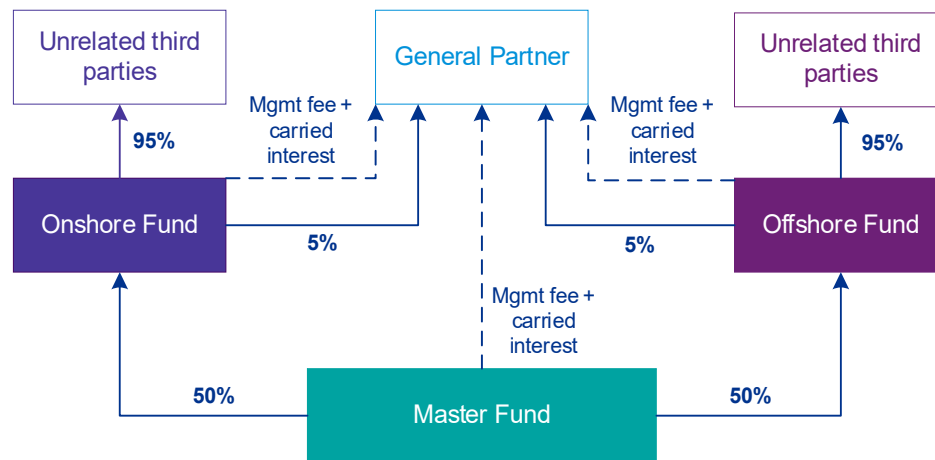 Unrelated third
parties
General Partner
Unrelated third
parties
Mgmt fee +
carried
interest
Mgmt fee +
carried
interest
95%
95%
Onshore Fund
Offshore Fund
5%
5%
Mgmt fee +
carried
interest
50%
50%
Master Fund